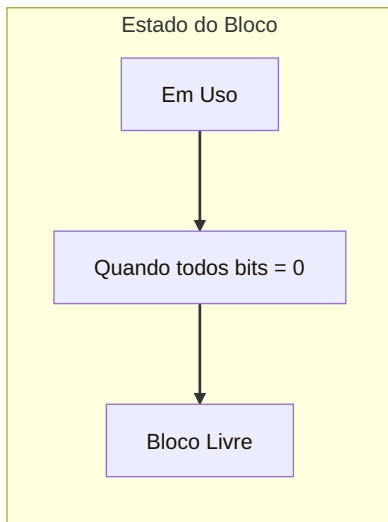 Estado do Bloco
Em Uso
Quando todos bits = 0
Bloco Livre